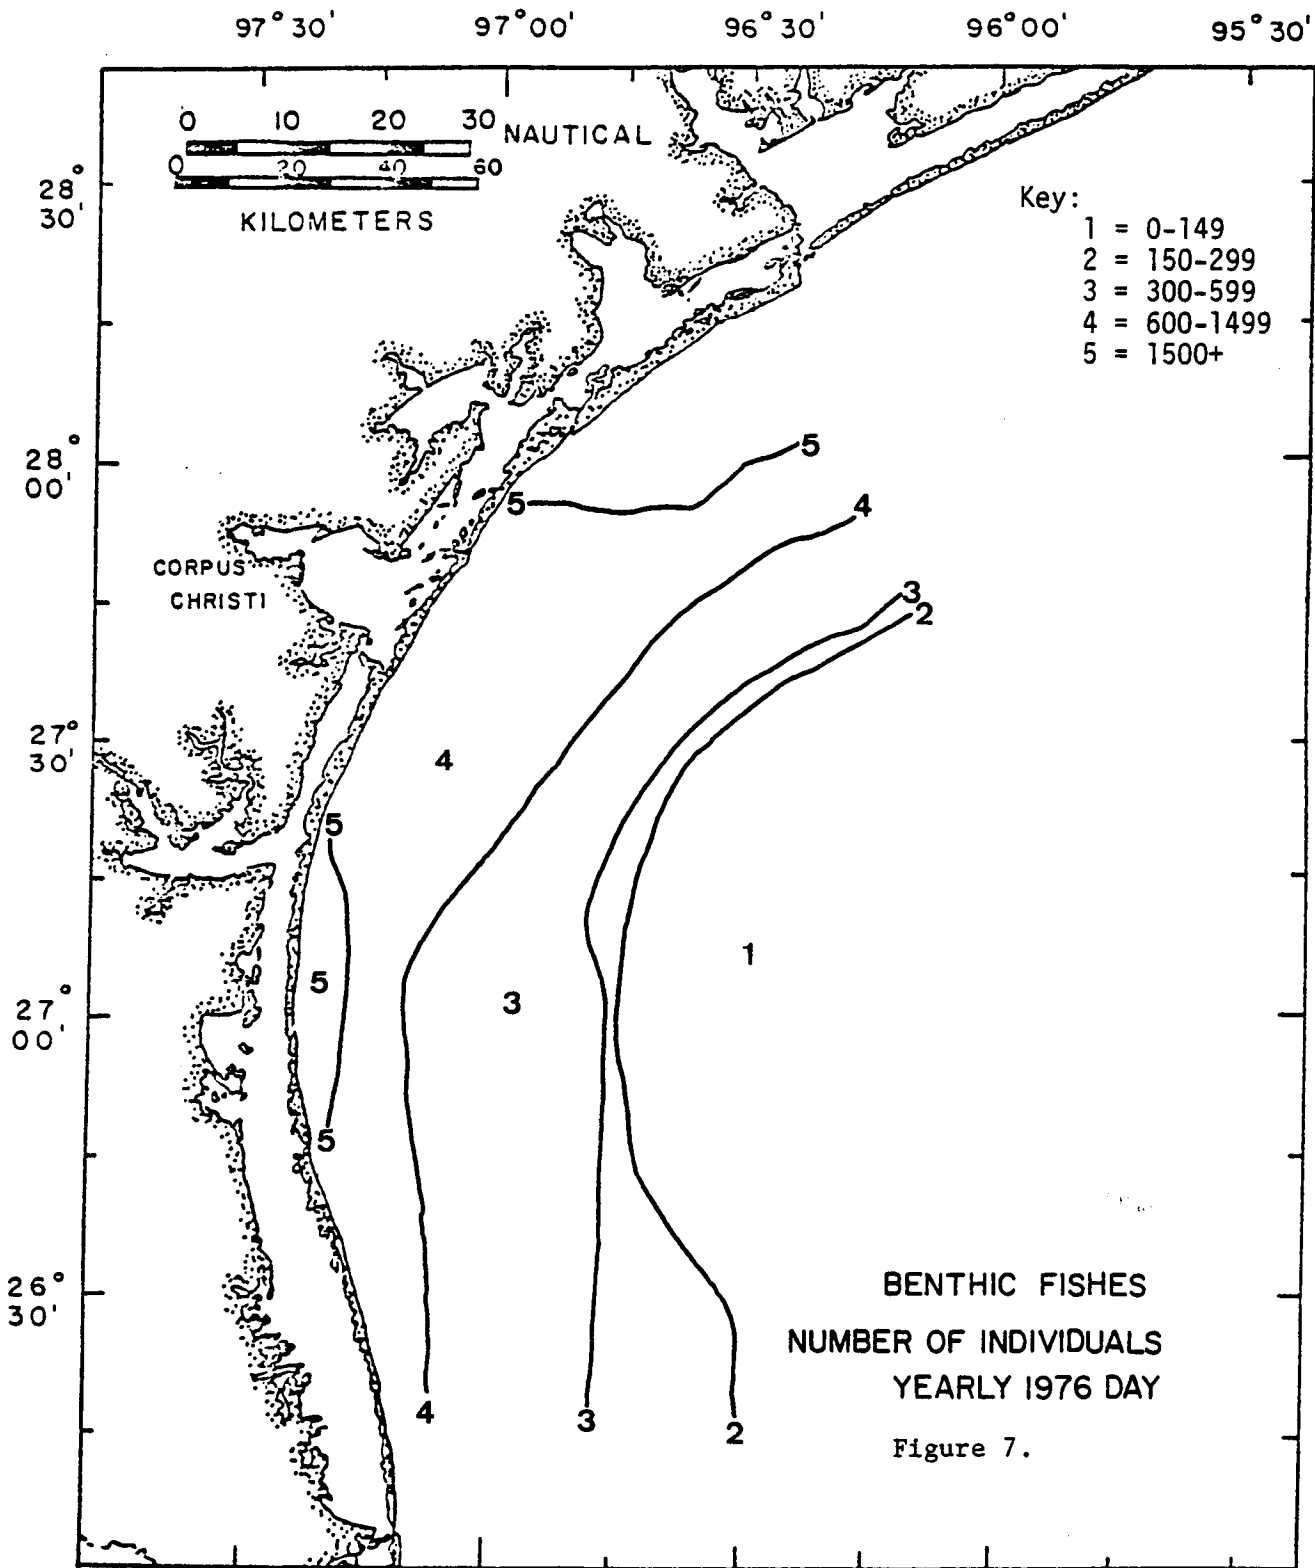 97°30' 97°00' 96°30' 96°00' 95°30'
0 10 20 30 NAUTICAL
0 20 40 60
KILOMETERS
28°
30'
Key:
1 = 0-149
2 = 150-299
3 = 300-599
4 = 600-1499
5 = 1500+
28°
00'
5
5
4
CORPUS
CHRISTI
3
2
27°
30'
4
5
1
5
3
27°
00'
5
26°
30'
BENTHIC FISHES
NUMBER OF INDIVIDUALS
YEARLY 1976 DAY
4
3
2
Figure 7.